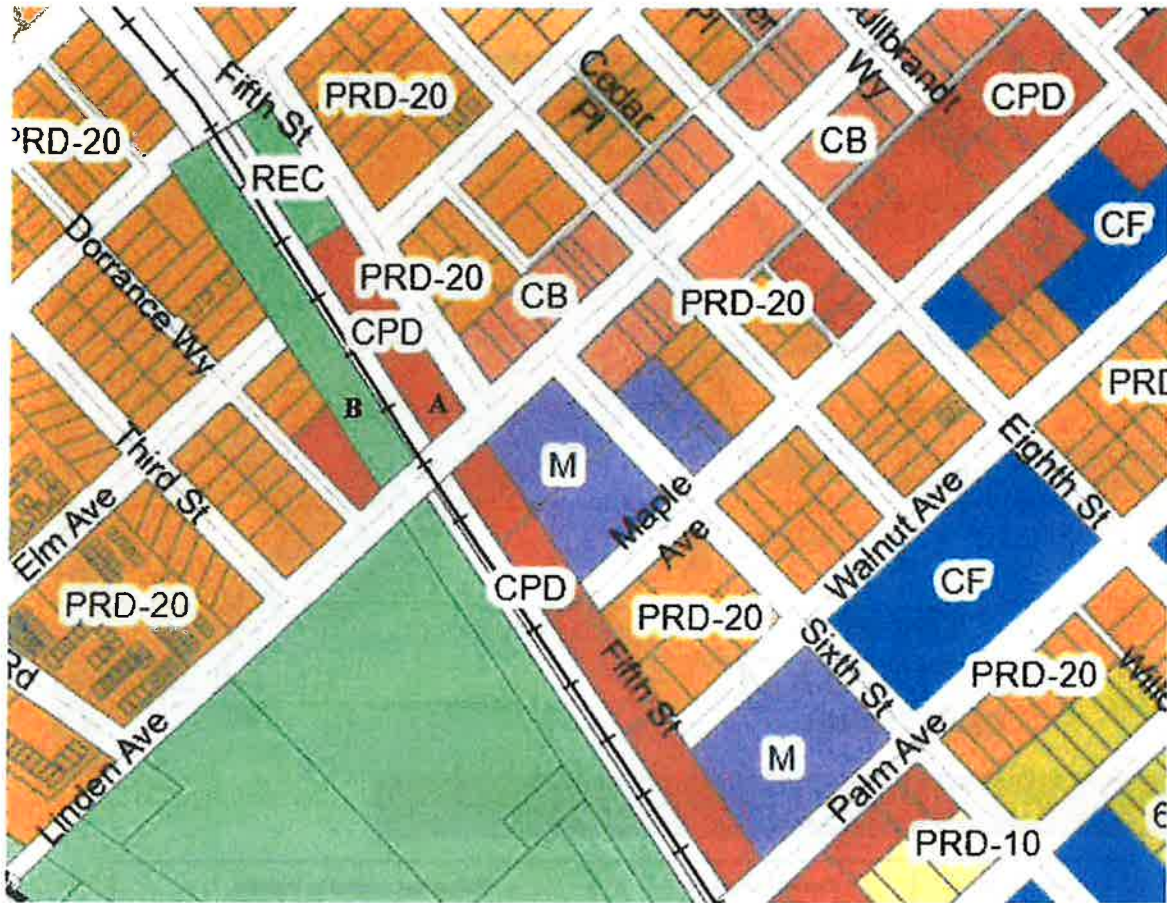 Fifth St
PRD-20
Cedar
Pl
Wy
CPD
PRD-20
CB
REC
CF
Dorrance Wy
PRD-20
CB
PRD-20
CPD
PRD
B
A
Third St
Eighth St
M
Maple
Ave
Elm Ave
Walnut Ave
CPD
CF
PRD-20
PRD-20
Rd
Fifth St
Sixth St
PRD-20
M
Linden Ave
Palm Ave
PRD-10
6